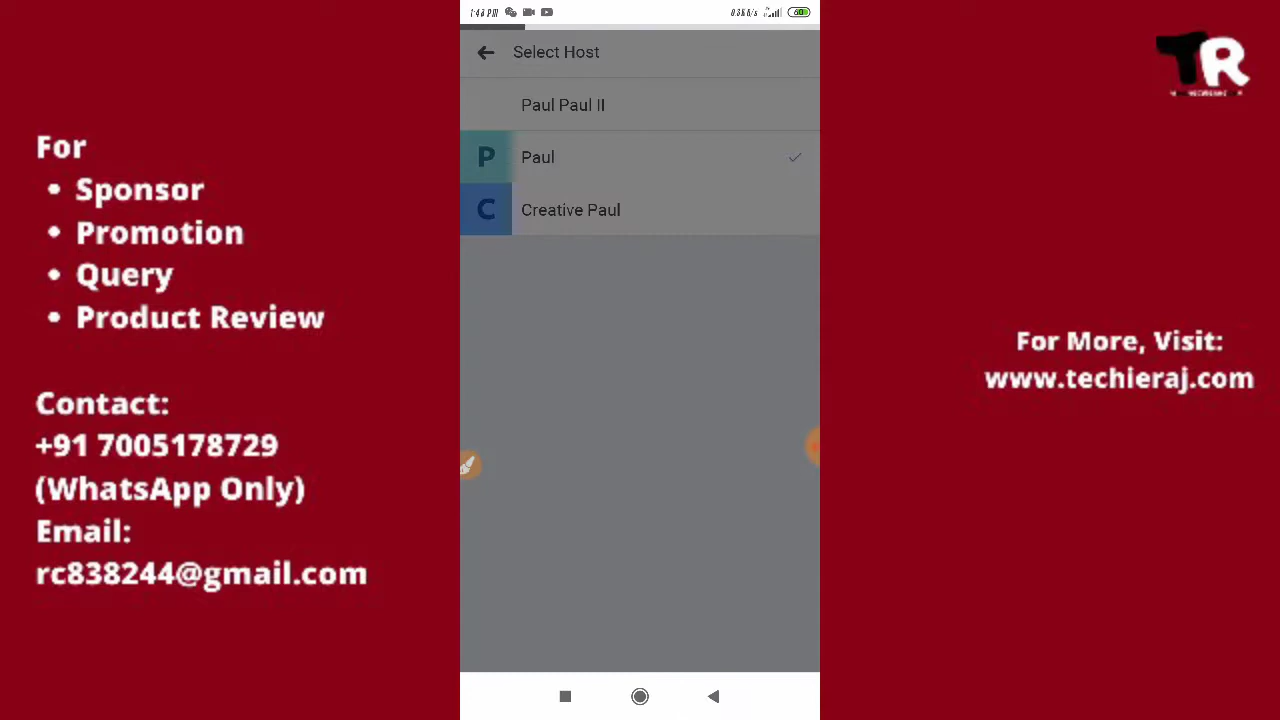 For
• Sponsor
• Promotion
• Query
• Product Review
Contact:
+91 7005178729
(WhatsApp Only)
Email:
rc838244@gmail.com
Select Host
Paul Paul II
P
Paul
C
Creative Paul
TR
For More, Visit:
www.techieraj.com